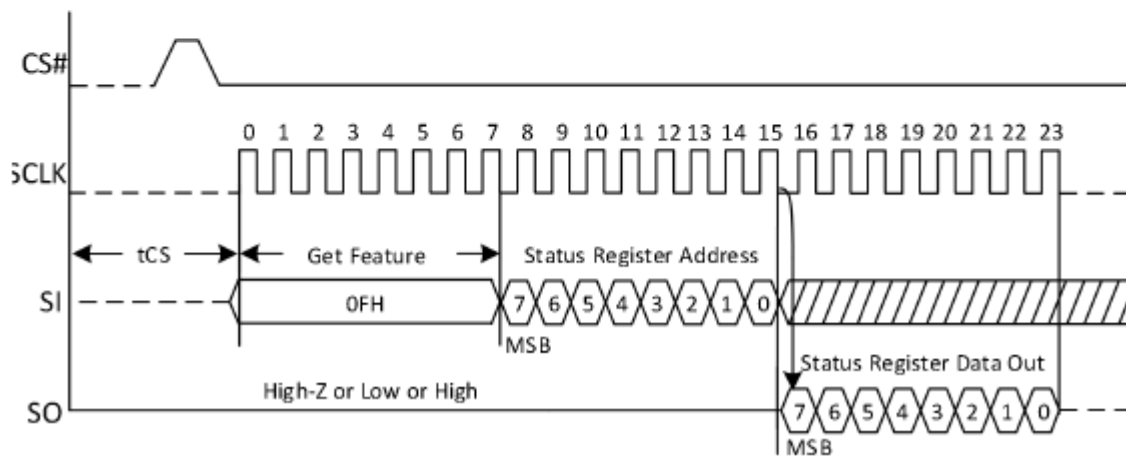 CS#
0 1 2 3 4 5 6 7 8 9 10 11 12 13 14 15 16 17 18 19 20 21 22 23
SCLK
tCS Get Feature Status Register Address
SI 0FH 7 6 5 4 3 2 1 0
MSB
Status Register Data Out
High-Z or Low or High
SO 7 6 5 4 3 2 1 0
MSB